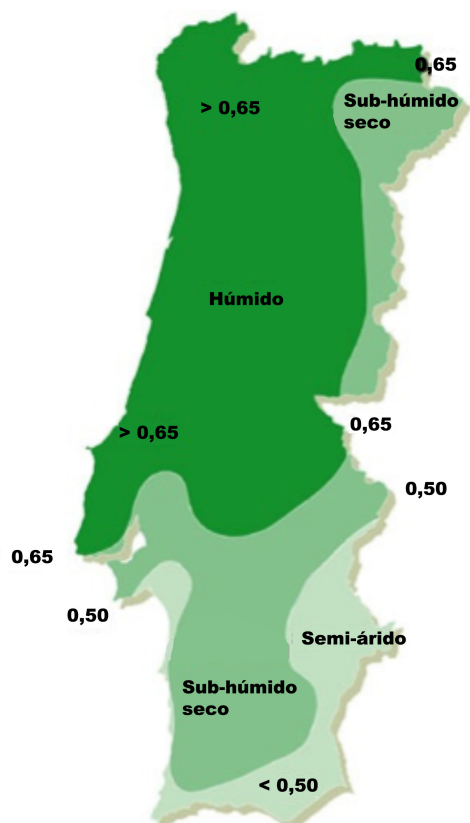 0,65
Sub-húmido
seco
> 0,65
Húmido
> 0,65
0,65
0,50
0,65
0,50
Semi-árido
Sub-húmido
seco
< 0,50